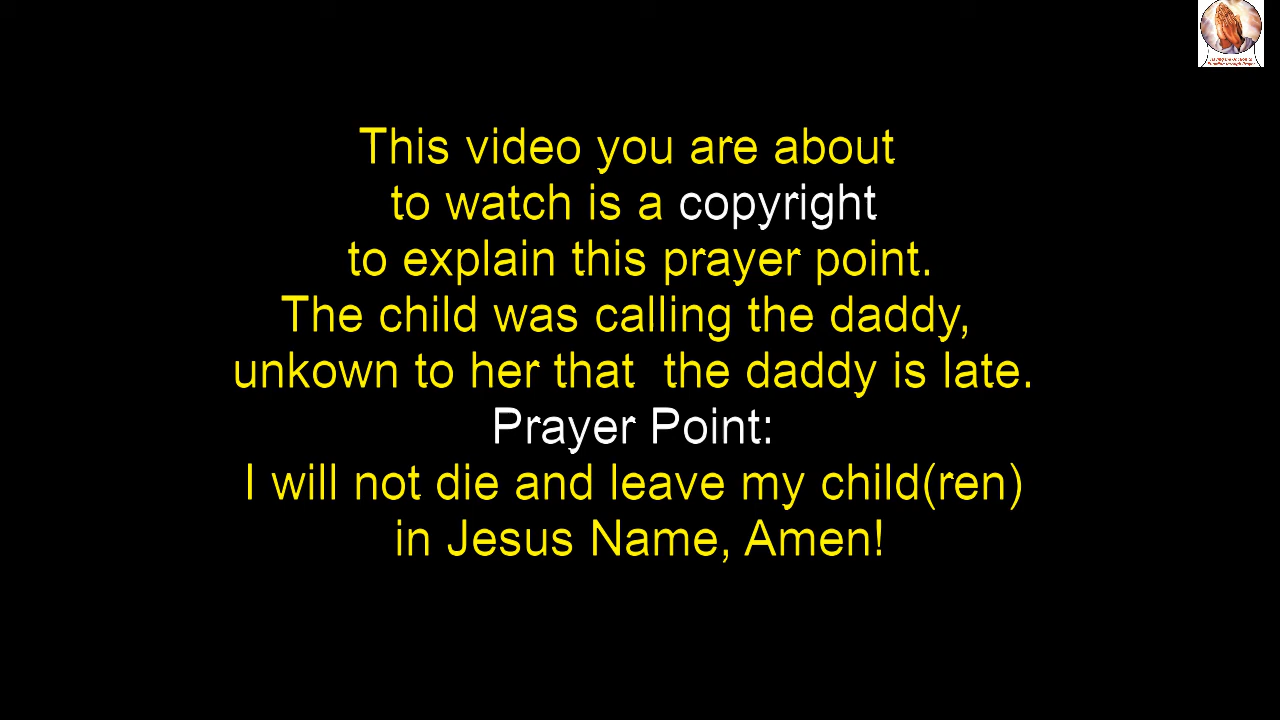 This video you are about
to watch is a copyright
to explain this prayer point.
The child was calling the daddy,
unkown to her that the daddy is late.
Prayer Point:
I will not die and leave my child(ren)
in Jesus Name, Amen!